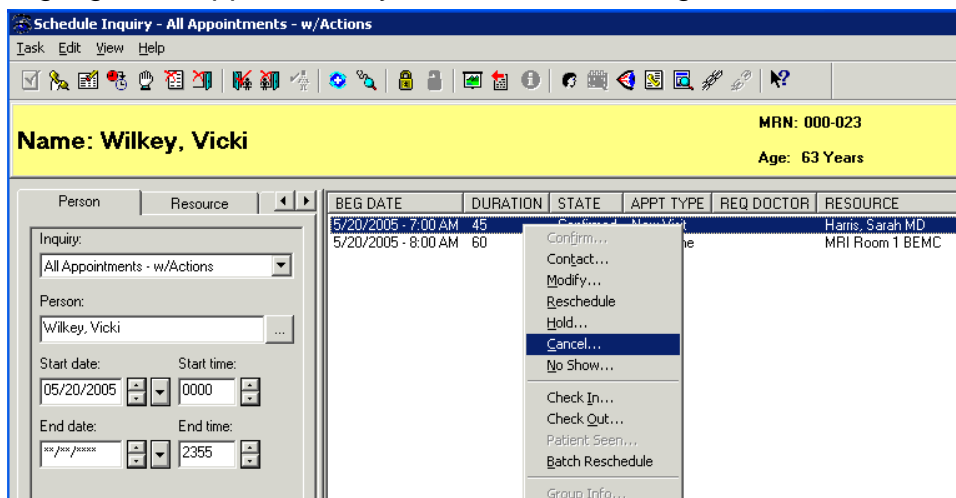 Schedule Inquiry - All Appointments - w/Actions
Task Edit View Help
Name: Wilkey, Vicki
MRN: 000-023
Age: 63 Years
Person Resource
Inquiry:
All Appointments - w/Actions
Person:
Wilkey, Vicki ...
Start date: Start time:
05/20/2005 0000
End date: End time:
**/**/**** 2355
BEG DATE DURATION STATE APPT TYPE REQ DOCTOR RESOURCE
5/20/2005 - 7:00 AM 45 Confirmed New Visit Harris, Sarah MD
5/20/2005 - 8:00 AM 60 ne MRI Room 1 BEMC
Confirm...
Contact...
Modify...
Reschedule
Hold...
Cancel...
No Show...
Check In...
Check Out...
Patient Seen...
Batch Reschedule
Group Info...